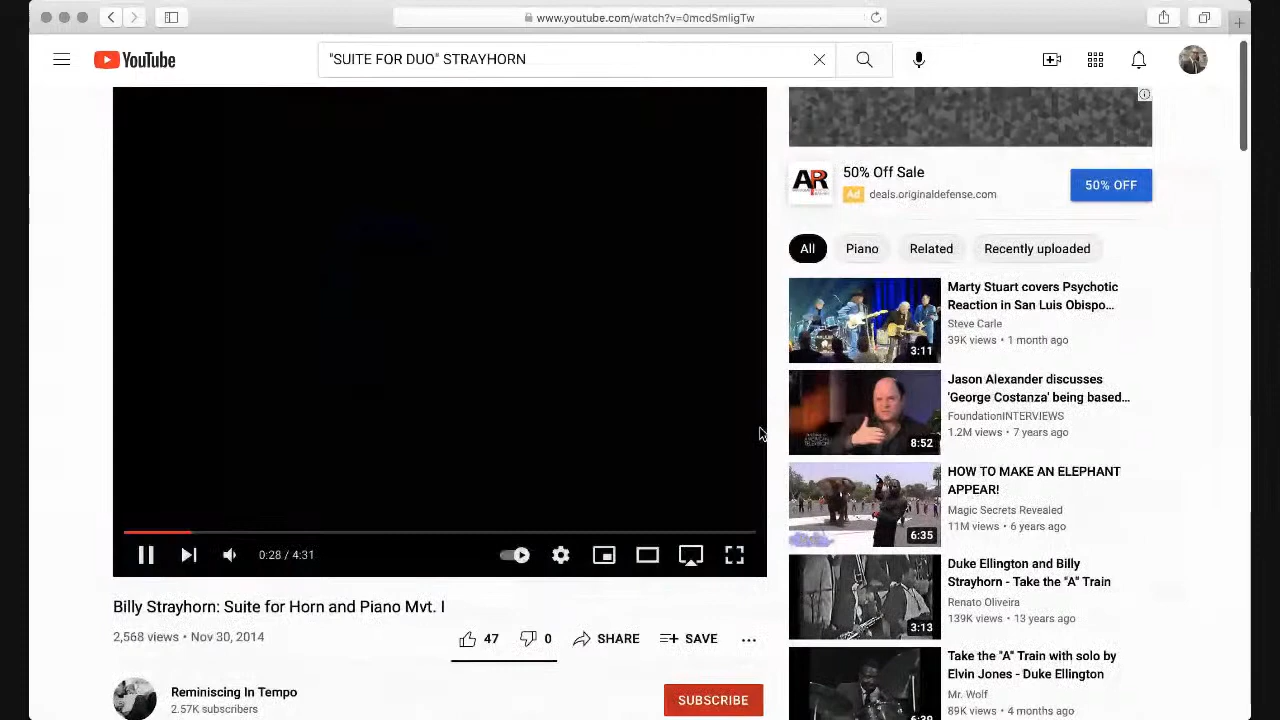 www.youtube.com/watch?v=0mcdSmligTw
YouTube
"SUITE FOR DUO" STRAYHORN
50% Off Sale
Ad deals.originaldefense.com
50% OFF
All
Piano
Related
Recently uploaded
Marty Stuart covers Psychotic
Reaction in San Luis Obispo…
Steve Carle
39K views • 1 month ago
3:11
Jason Alexander discusses
'George Costanza' being based…
FoundationINTERVIEWS
1.2M views • 7 years ago
8:52
HOW TO MAKE AN ELEPHANT
APPEAR!
Magic Secrets Revealed
11M views • 6 years ago
6:35
Duke Ellington and Billy
Strayhorn - Take the "A" Train
Renato Oliveira
139K views • 13 years ago
3:13
Take the "A" Train with solo by
Elvin Jones - Duke Ellington
Mr. Wolf
89K views • 4 months ago
0:28 / 4:31
Billy Strayhorn: Suite for Horn and Piano Mvt. I
2,568 views • Nov 30, 2014
47
0
SHARE
SAVE
Reminiscing In Tempo
2.57K subscribers
SUBSCRIBE